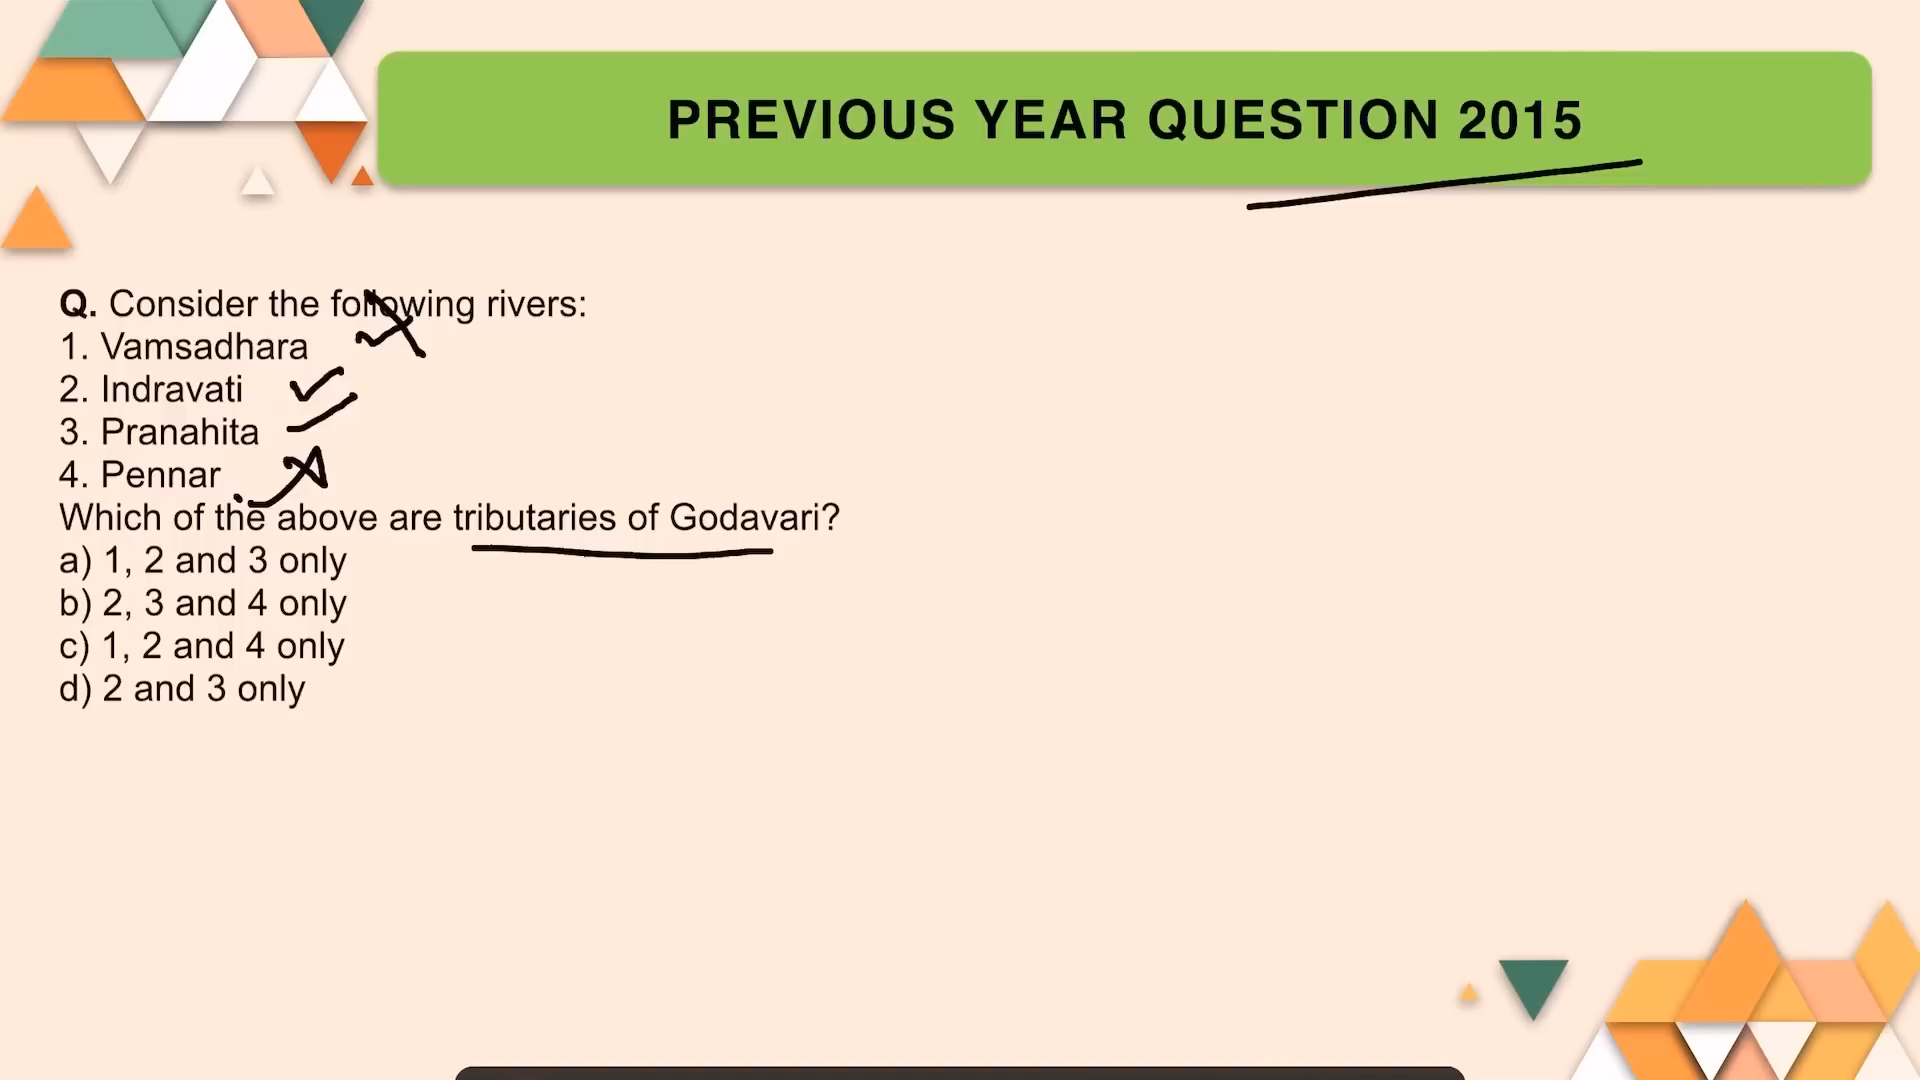 PREVIOUS YEAR QUESTION 2015
Q. Consider the following rivers:
1. Vamsadhara
2. Indravati
3. Pranahita
4. Pennar
Which of the above are tributaries of Godavari?
a) 1, 2 and 3 only
b) 2, 3 and 4 only
c) 1, 2 and 4 only
d) 2 and 3 only